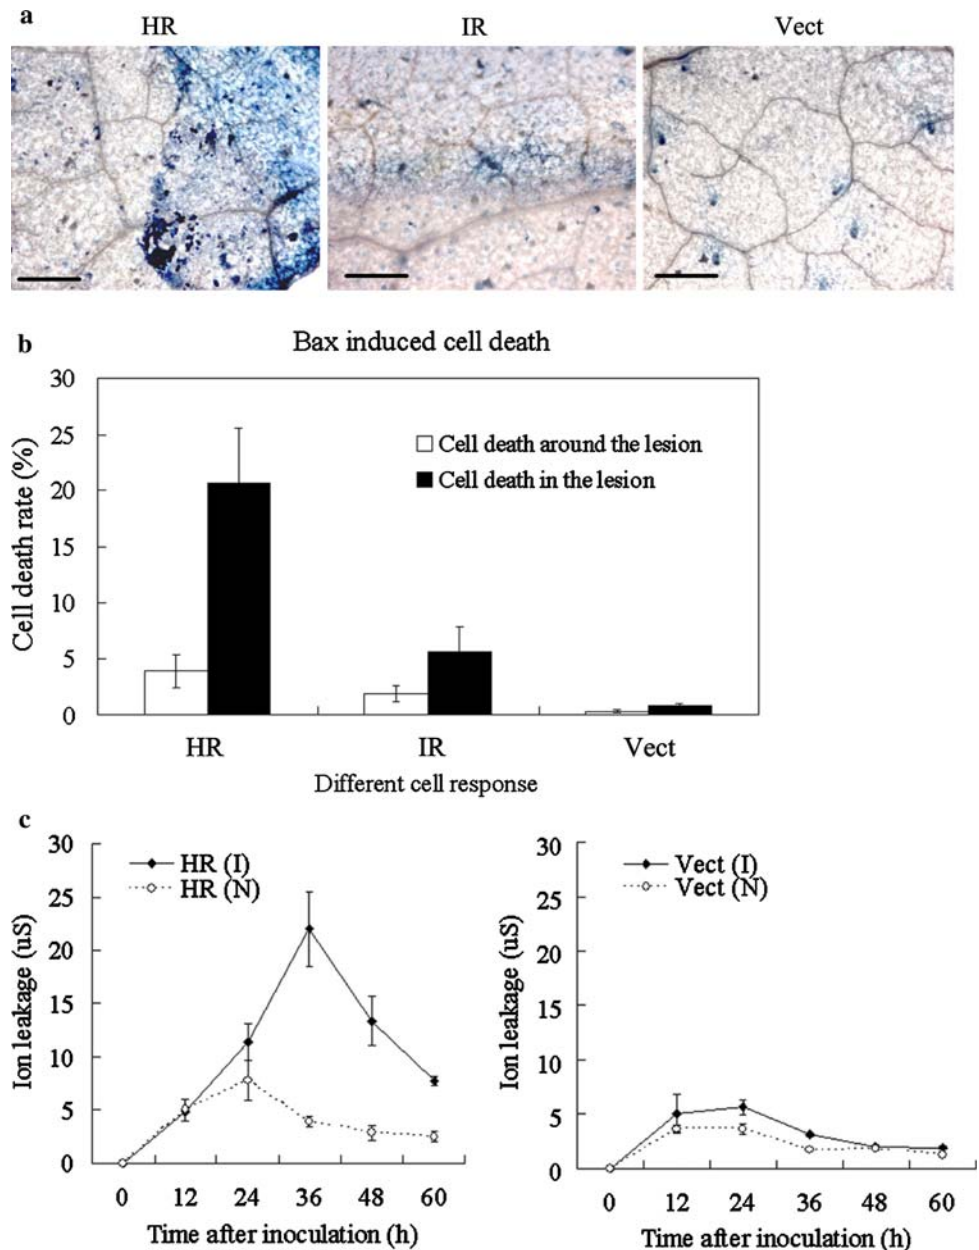 a
HR IR Vect
b
Bax induced cell death
30
25
20
15
10
5
0
Cell death rate (%)
Cell death around the lesion
Cell death in the lesion
HR IR Vect
Different cell response
c
30
25
20
15
10
5
0
Ion leakage (uS)
HR (I)
HR (N)
0 12 24 36 48 60
Time after inoculation (h)
30
25
20
15
10
5
0
Ion leakage (uS)
Vect (I)
Vect (N)
0 12 24 36 48 60
Time after inoculation (h)